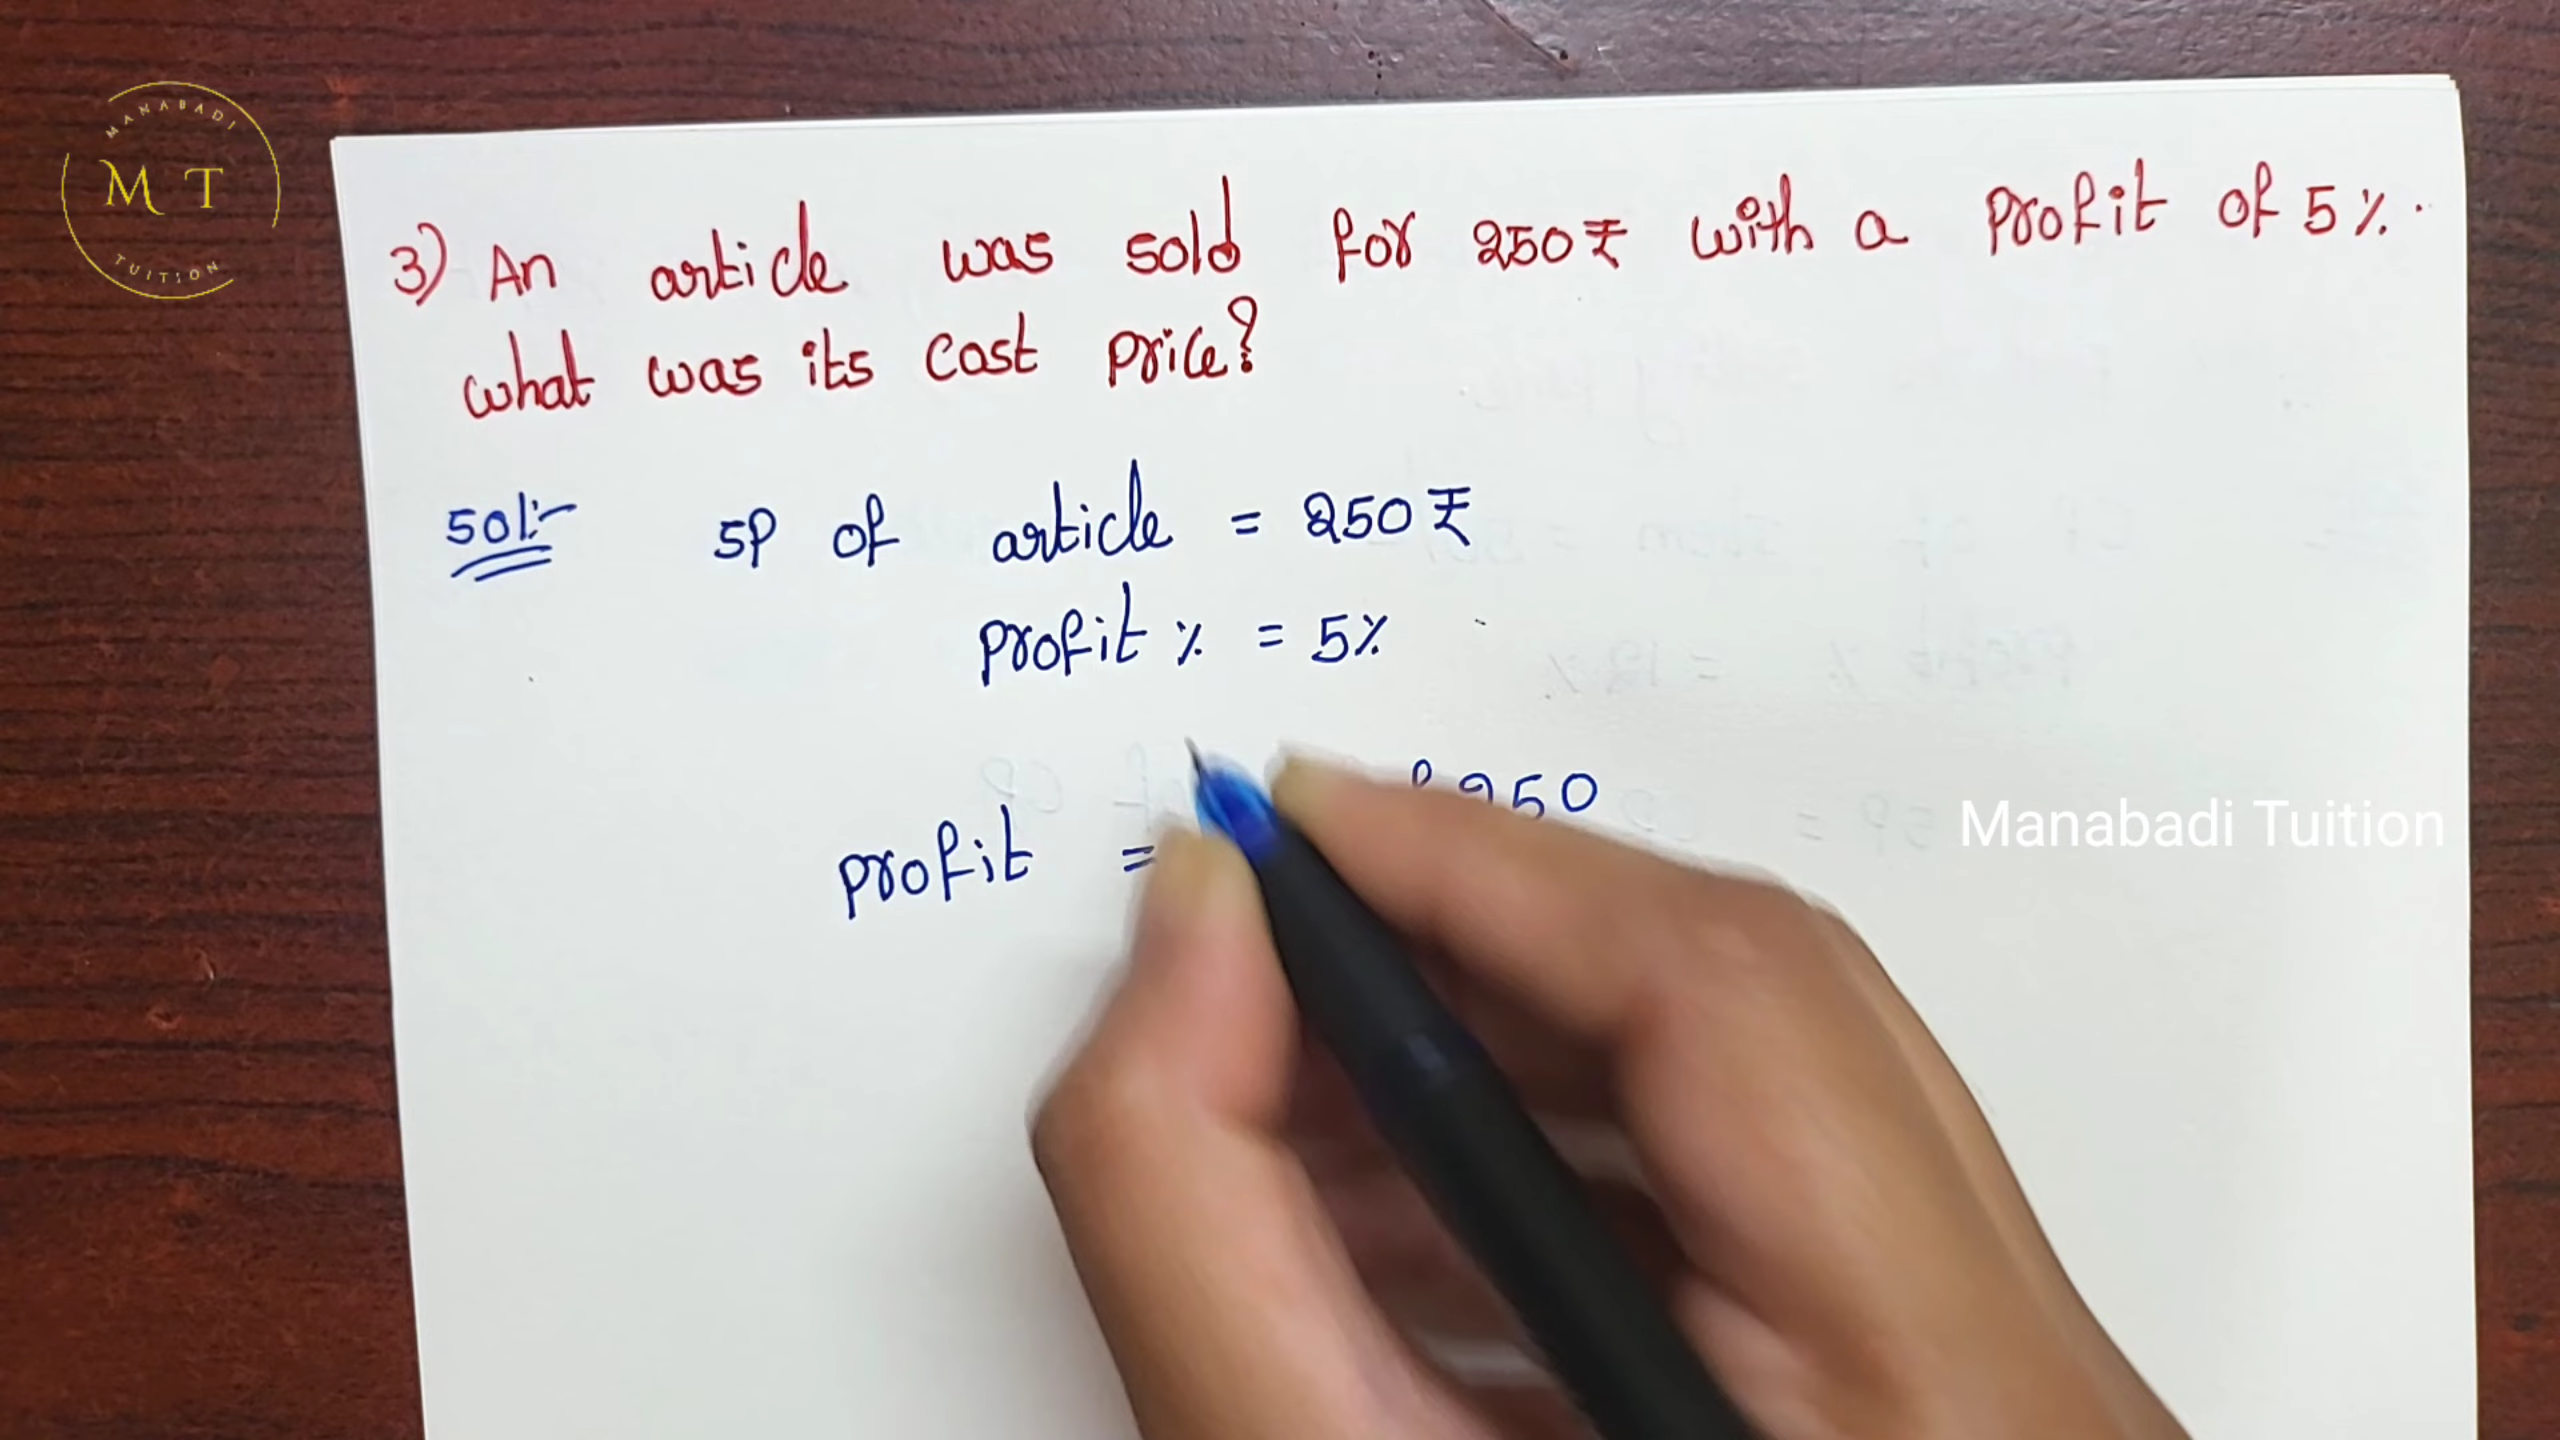 MANABADI
M T
TUITION
3) An article was sold for 250₹ with a profit of 5%.
what was its cost price?
Sol:- SP of article = 250₹
profit % = 5%
250
profit =
Manabadi Tuition